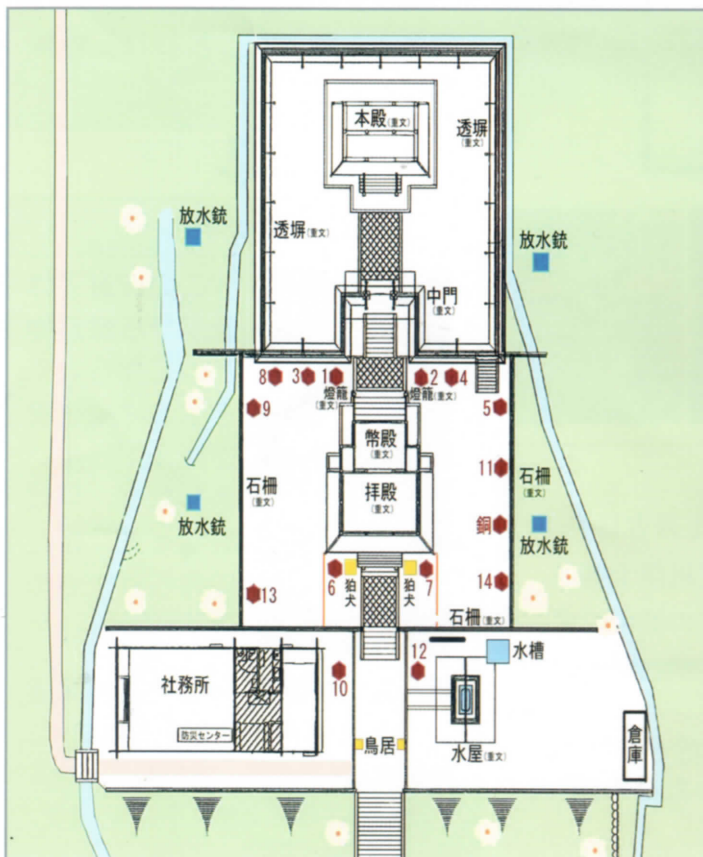 本殿(重文)
透塀
(重文)
放水銃
透塀(重文)
放水銃
中門
(重文)
8
3
1
2
4
燈籠
(重文)
燈籠(重文)
9
5
幣殿
(重文)
11
石柵
(重文)
拝殿
(重文)
石柵
(重文)
放水銃
銅
放水銃
6
狛犬
狛犬
7
14
13
石柵(重文)
12
水槽
10
社務所
防災センター
鳥居
水屋(重文)
倉庫